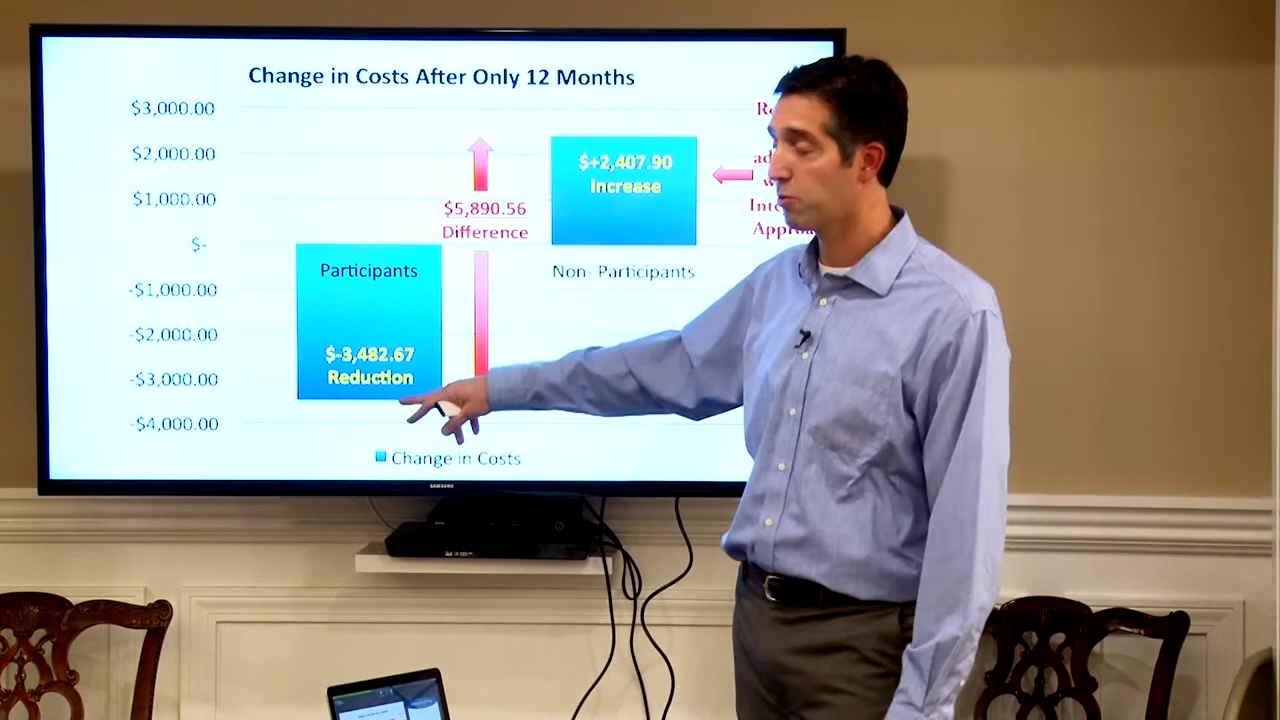 Change in Costs After Only 12 Months
$3,000.00
$2,000.00
$1,000.00
$-
-$1,000.00
-$2,000.00
-$3,000.00
-$4,000.00
Participants
$-3,482.67
Reduction
$5,890.56
Difference
$+2,407.90
Increase
Non- Participants
Change in Costs
SAMSUNG